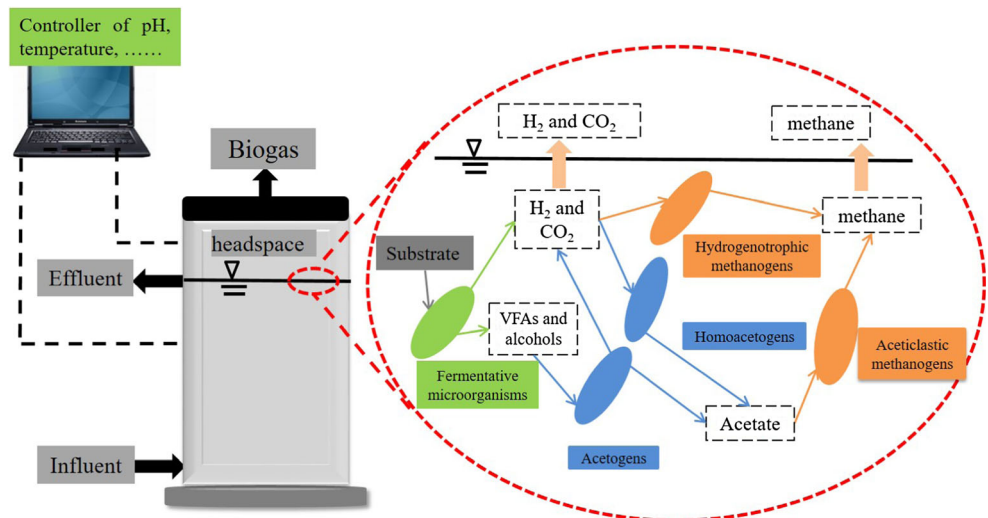 Controller of pH,
temperature, ……
Biogas
headspace
Effluent
Influent
H₂ and CO₂
methane
H₂ and
CO₂
methane
Substrate
Hydrogenotrophic
methanogens
VFAs and
alcohols
Homoacetogens
Aceticlastic
methanogens
Fermentative
microorganisms
Acetate
Acetogens